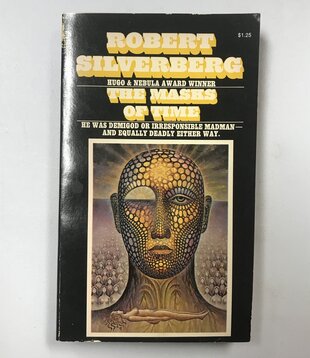 ROBERT
SILVERBERG
$1.25
HUGO & NEBULA AWARD WINNER
THE MASKS
OF TIME
HE WAS DEMIGOD OR IRRESPONSIBLE MADMAN—
AND EQUALLY DEADLY EITHER WAY.